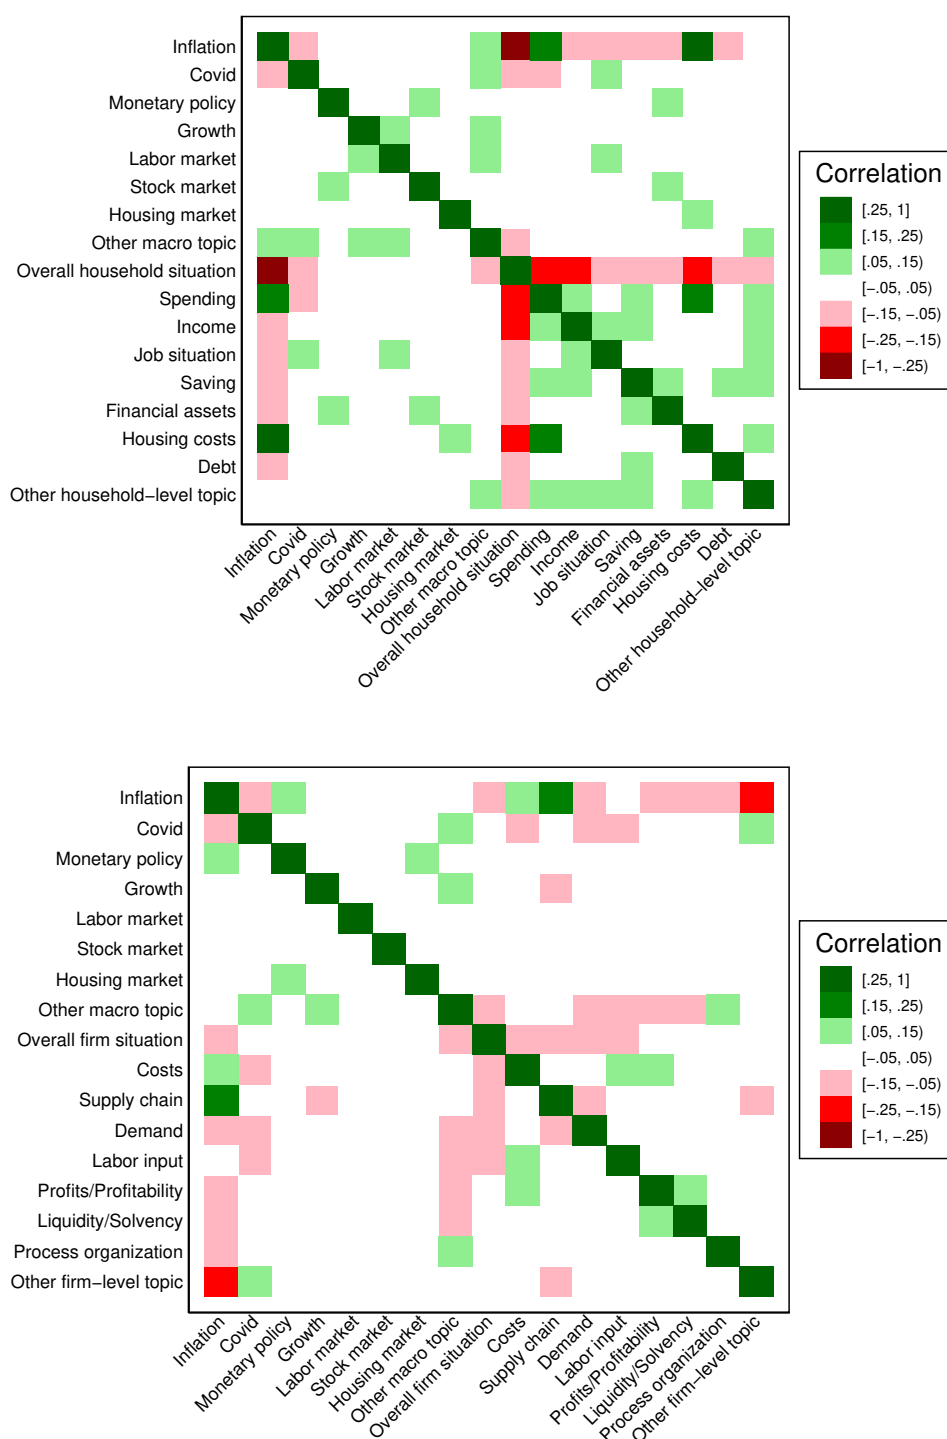 Inflation
Covid
Monetary policy
Growth
Labor market
Stock market
Housing market
Other macro topic
Overall household situation
Spending
Income
Job situation
Saving
Financial assets
Housing costs
Debt
Other household−level topic
Inflation
Covid
Monetary policy
Growth
Labor market
Stock market
Housing market
Other macro topic
Overall household situation
Spending
Income
Job situation
Saving
Financial assets
Housing costs
Debt
Other household−level topic
Correlation
[.25, 1]
[.15, .25)
[.05, .15)
[−.05, .05)
[−.15, −.05)
[−.25, −.15)
[−1, −.25)
Inflation
Covid
Monetary policy
Growth
Labor market
Stock market
Housing market
Other macro topic
Overall firm situation
Costs
Supply chain
Demand
Labor input
Profits/Profitability
Liquidity/Solvency
Process organization
Other firm−level topic
Inflation
Covid
Monetary policy
Growth
Labor market
Stock market
Housing market
Other macro topic
Overall firm situation
Costs
Supply chain
Demand
Labor input
Profits/Profitability
Liquidity/Solvency
Process organization
Other firm−level topic
Correlation
[.25, 1]
[.15, .25)
[.05, .15)
[−.05, .05)
[−.15, −.05)
[−.25, −.15)
[−1, −.25)